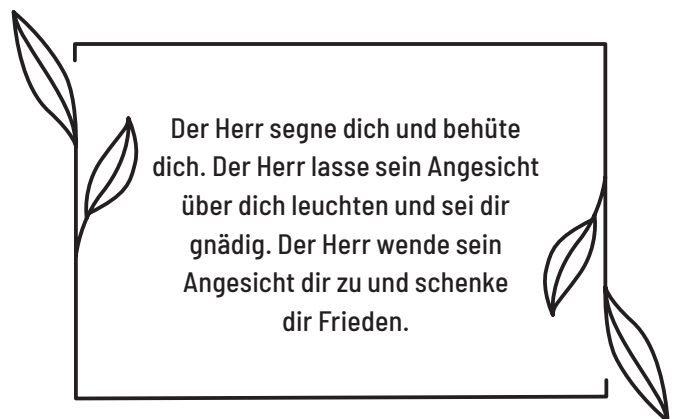 Der Herr segne dich und behüte
dich. Der Herr lasse sein Angesicht
über dich leuchten und sei dir
gnädig. Der Herr wende sein
Angesicht dir zu und schenke
dir Frieden.